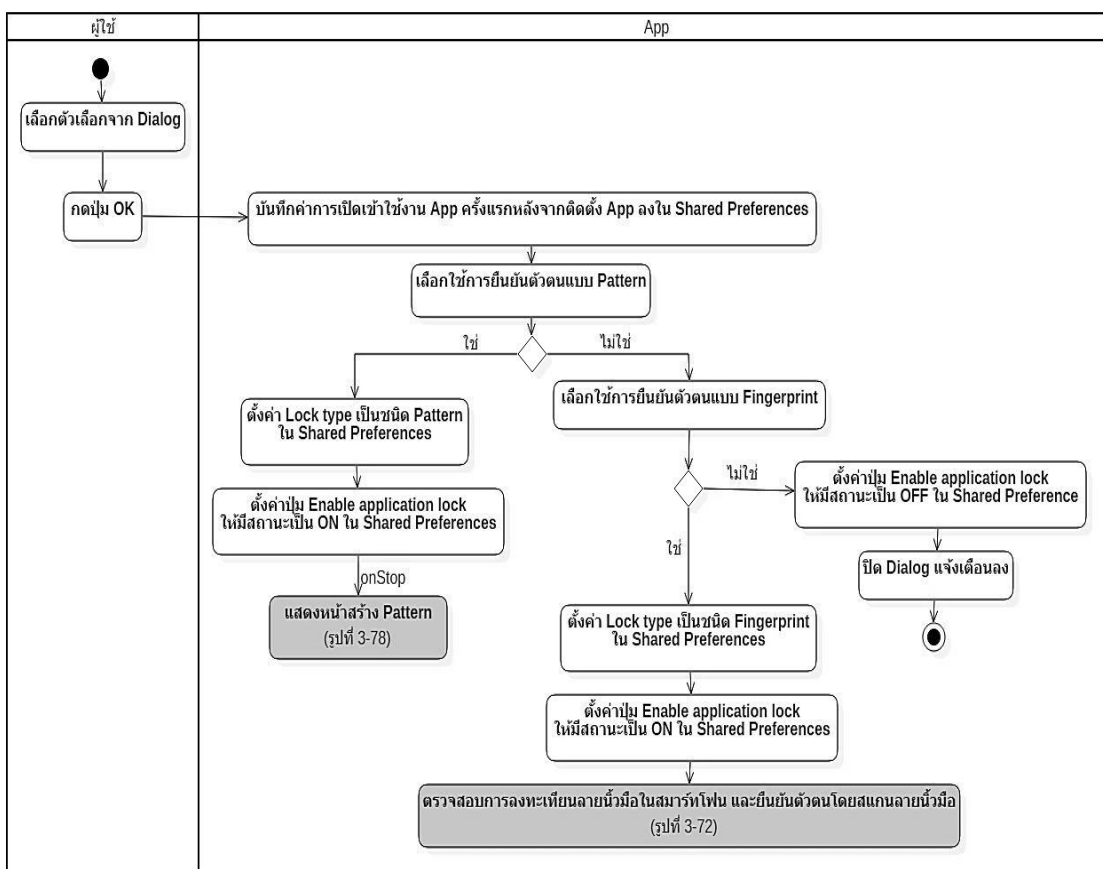 ผู้ใช้
App
เลือกตัวเลือกจาก Dialog
กดปุ่ม OK
บันทึกค่าการเปิดเข้าใช้งาน App ครั้งแรกหลังจากติดตั้ง App ลงใน Shared Preferences
เลือกใช้การยืนยันตัวตนแบบ Pattern
ใช่
ไม่ใช่
ตั้งค่า Lock type เป็นชนิด Pattern
ใน Shared Preferences
ตั้งค่าปุ่ม Enable application lock
ให้มีสถานะเป็น ON ใน Shared Preferences
onStop
แสดงหน้าสร้าง Pattern
(รูปที่ 3-78)
เลือกใช้การยืนยันตัวตนแบบ Fingerprint
ไม่ใช่
ตั้งค่าปุ่ม Enable application lock
ให้มีสถานะเป็น OFF ใน Shared Preference
ปิด Dialog แจ้งเตือนลง
ใช่
ตั้งค่า Lock type เป็นชนิด Fingerprint
ใน Shared Preferences
ตั้งค่าปุ่ม Enable application lock
ให้มีสถานะเป็น ON ใน Shared Preferences
ตรวจสอบการลงทะเทียนลายนิ้วมือในสมาร์ทโฟน และยืนยันตัวตนโดยสแกนลายนิ้วมือ
(รูปที่ 3-72)